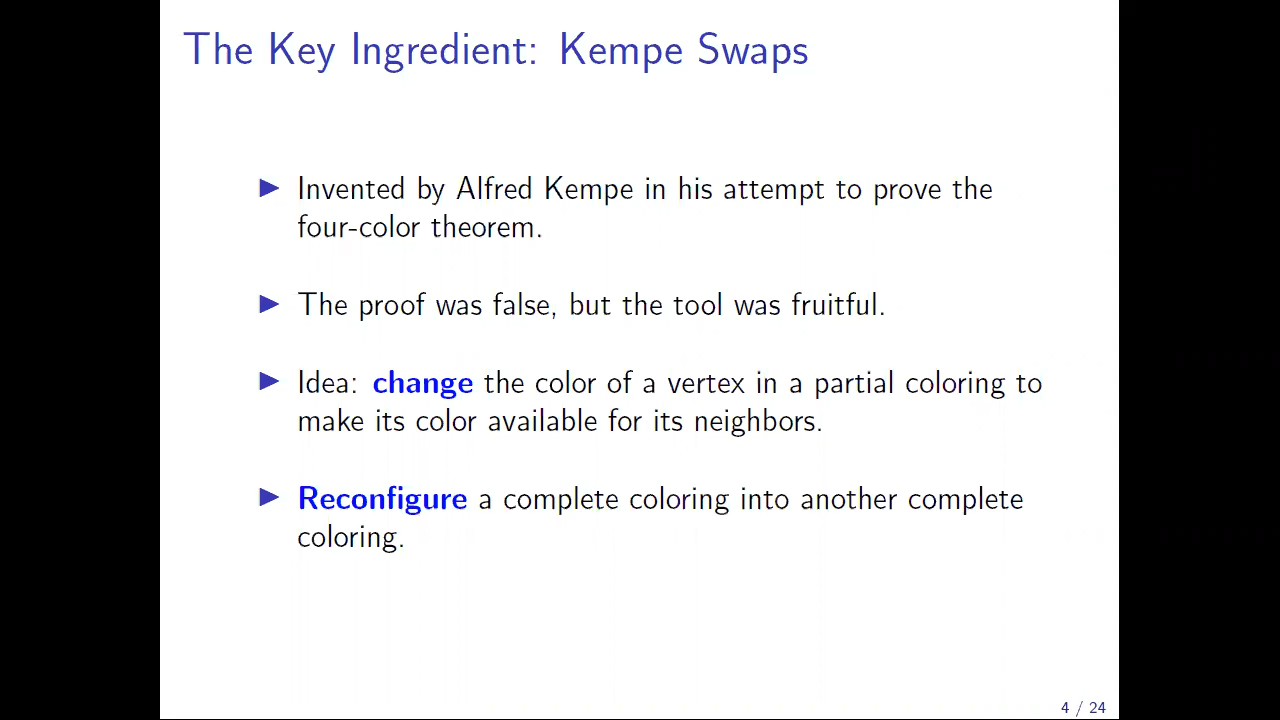 The Key Ingredient: Kempe Swaps
▶ Invented by Alfred Kempe in his attempt to prove the
four-color theorem.
▶ The proof was false, but the tool was fruitful.
▶ Idea: change the color of a vertex in a partial coloring to
make its color available for its neighbors.
▶ Reconfigure a complete coloring into another complete
coloring.
4 / 24